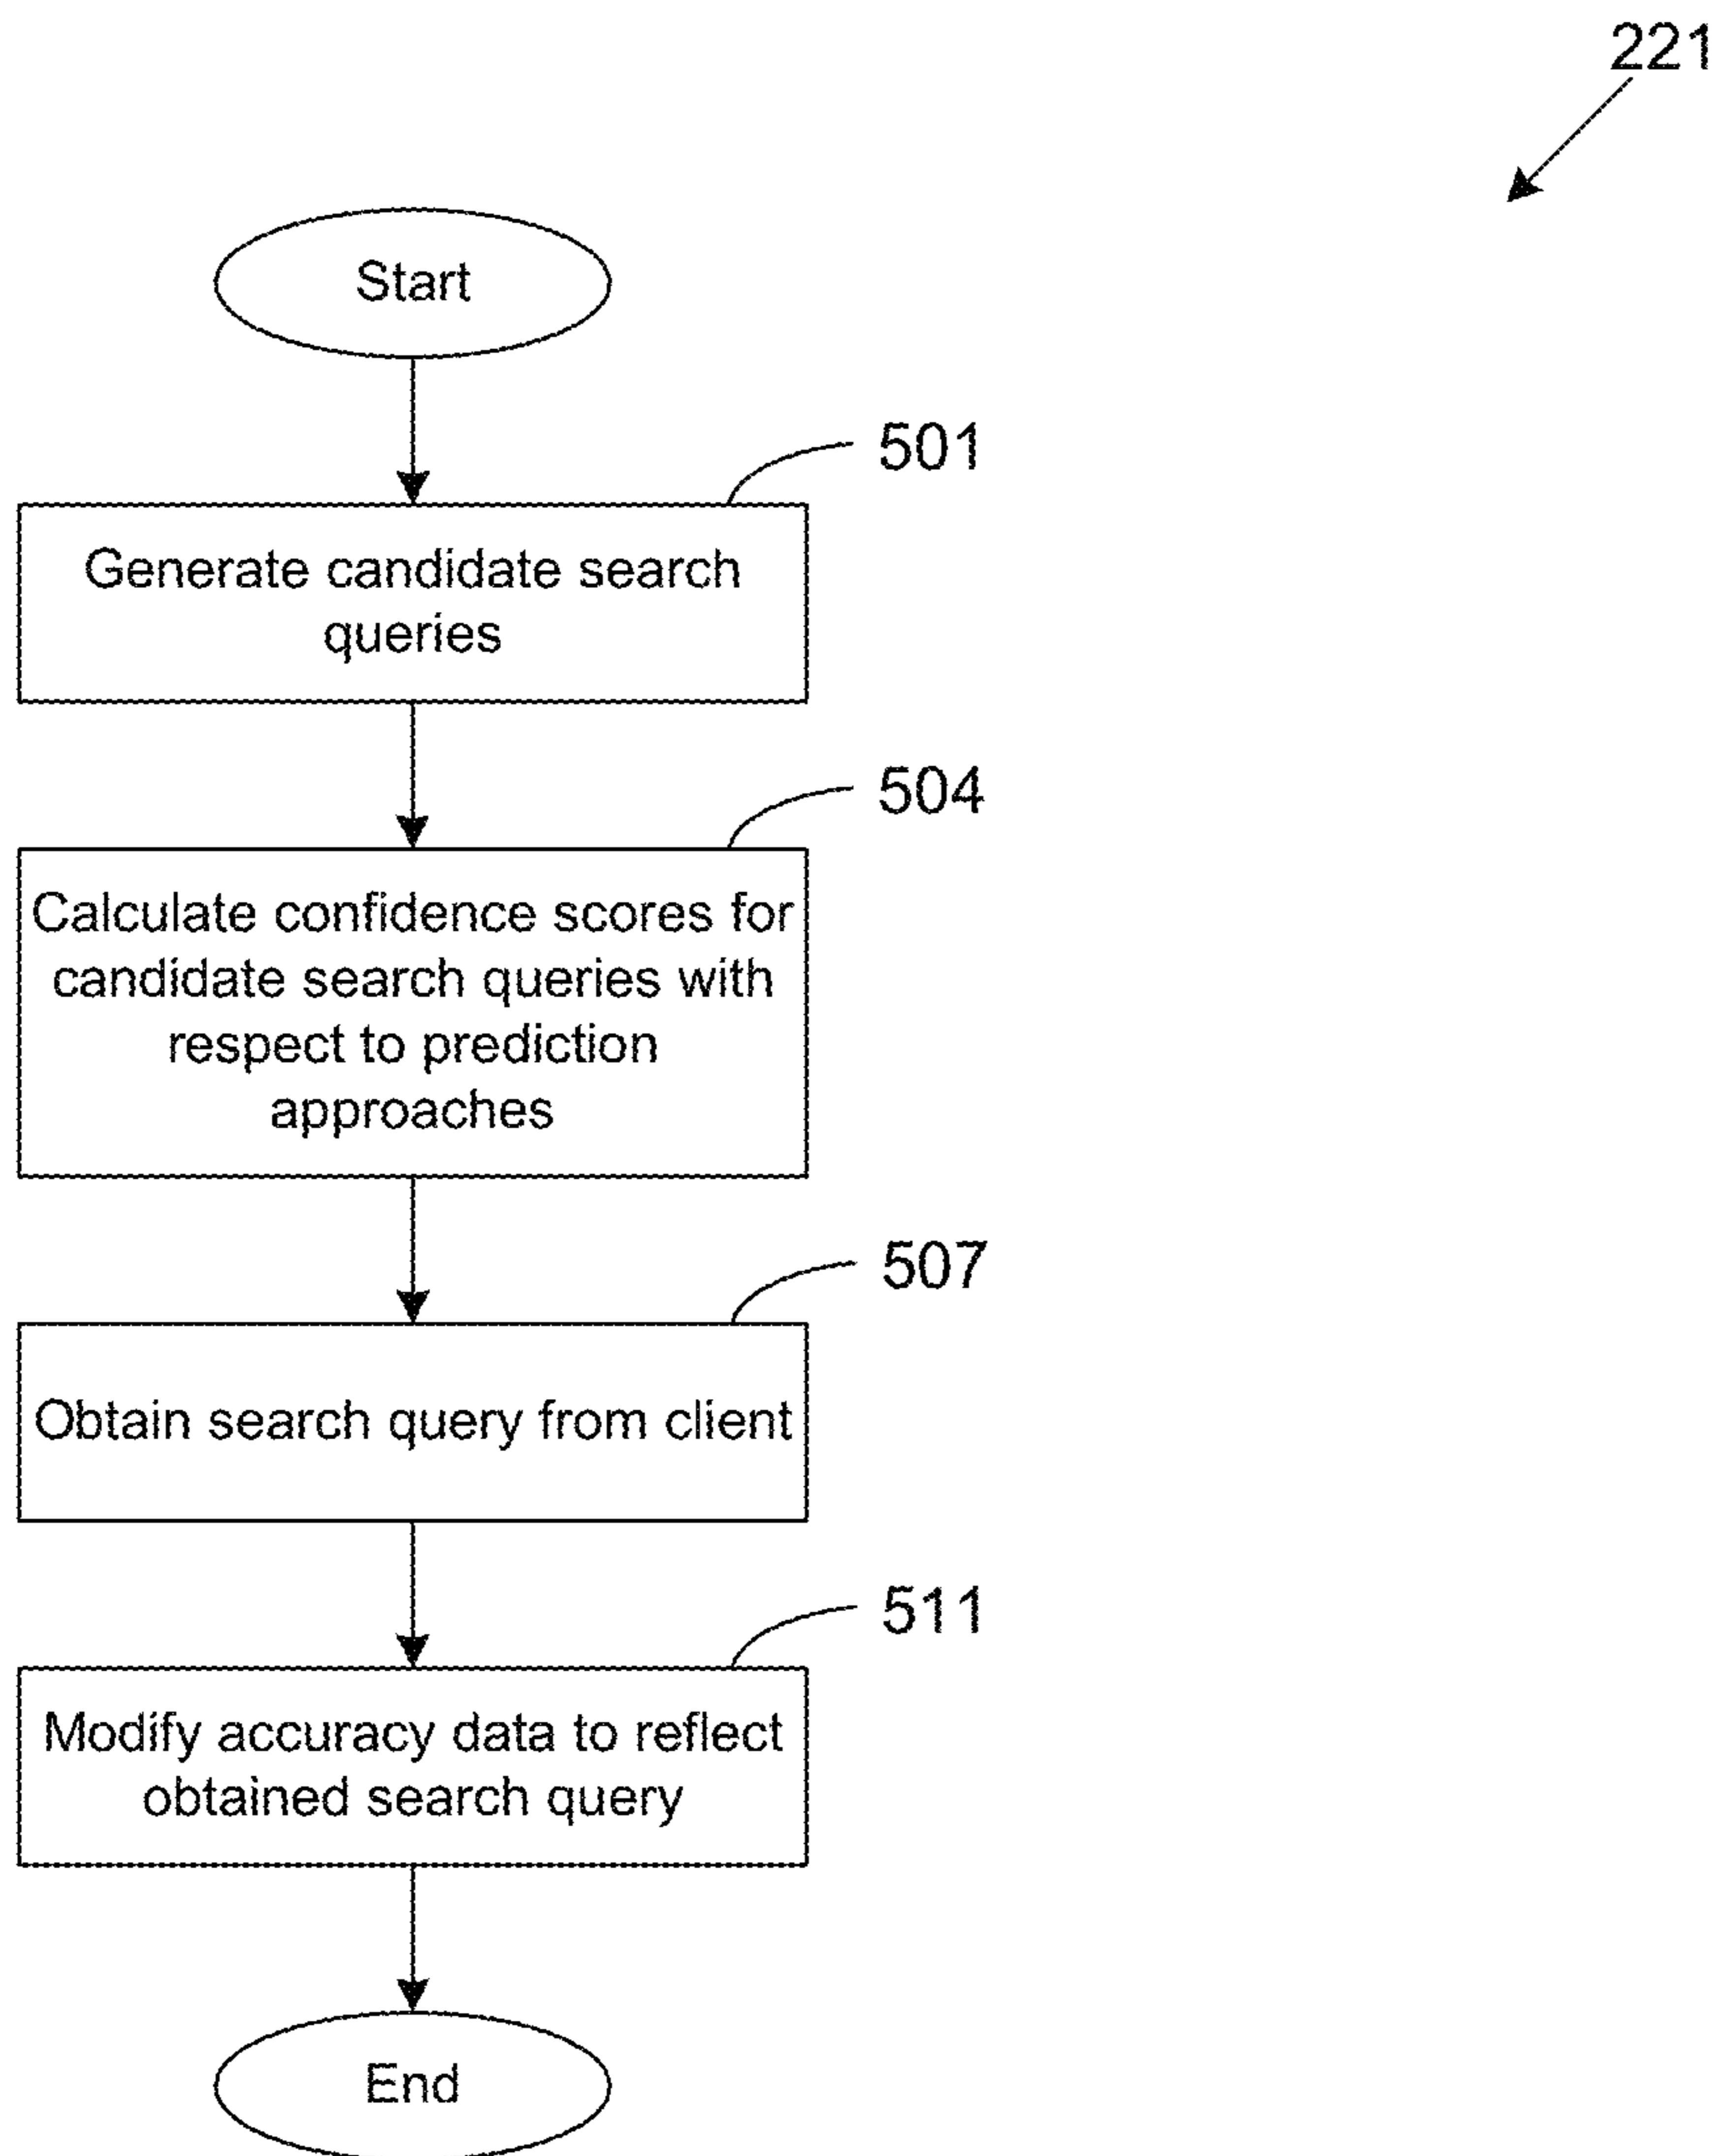 221
Start
501
Generate candidate search
queries
504
Calculate confidence scores for
candidate search queries with
respect to prediction
approaches
507
Obtain search query from client
511
Modify accuracy data to reflect
obtained search query
End